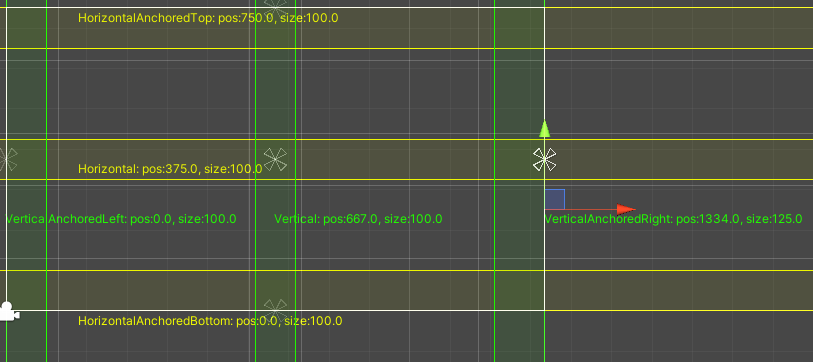 HorizontalAnchoredTop: pos:750.0, size:100.0
Horizontal: pos:375.0, size:100.0
VerticalAnchoredLeft: pos:0.0, size:100.0
Vertical: pos:667.0, size:100.0
VerticalAnchoredRight: pos:1334.0, size:125.0
HorizontalAnchoredBottom: pos:0.0, size:100.0